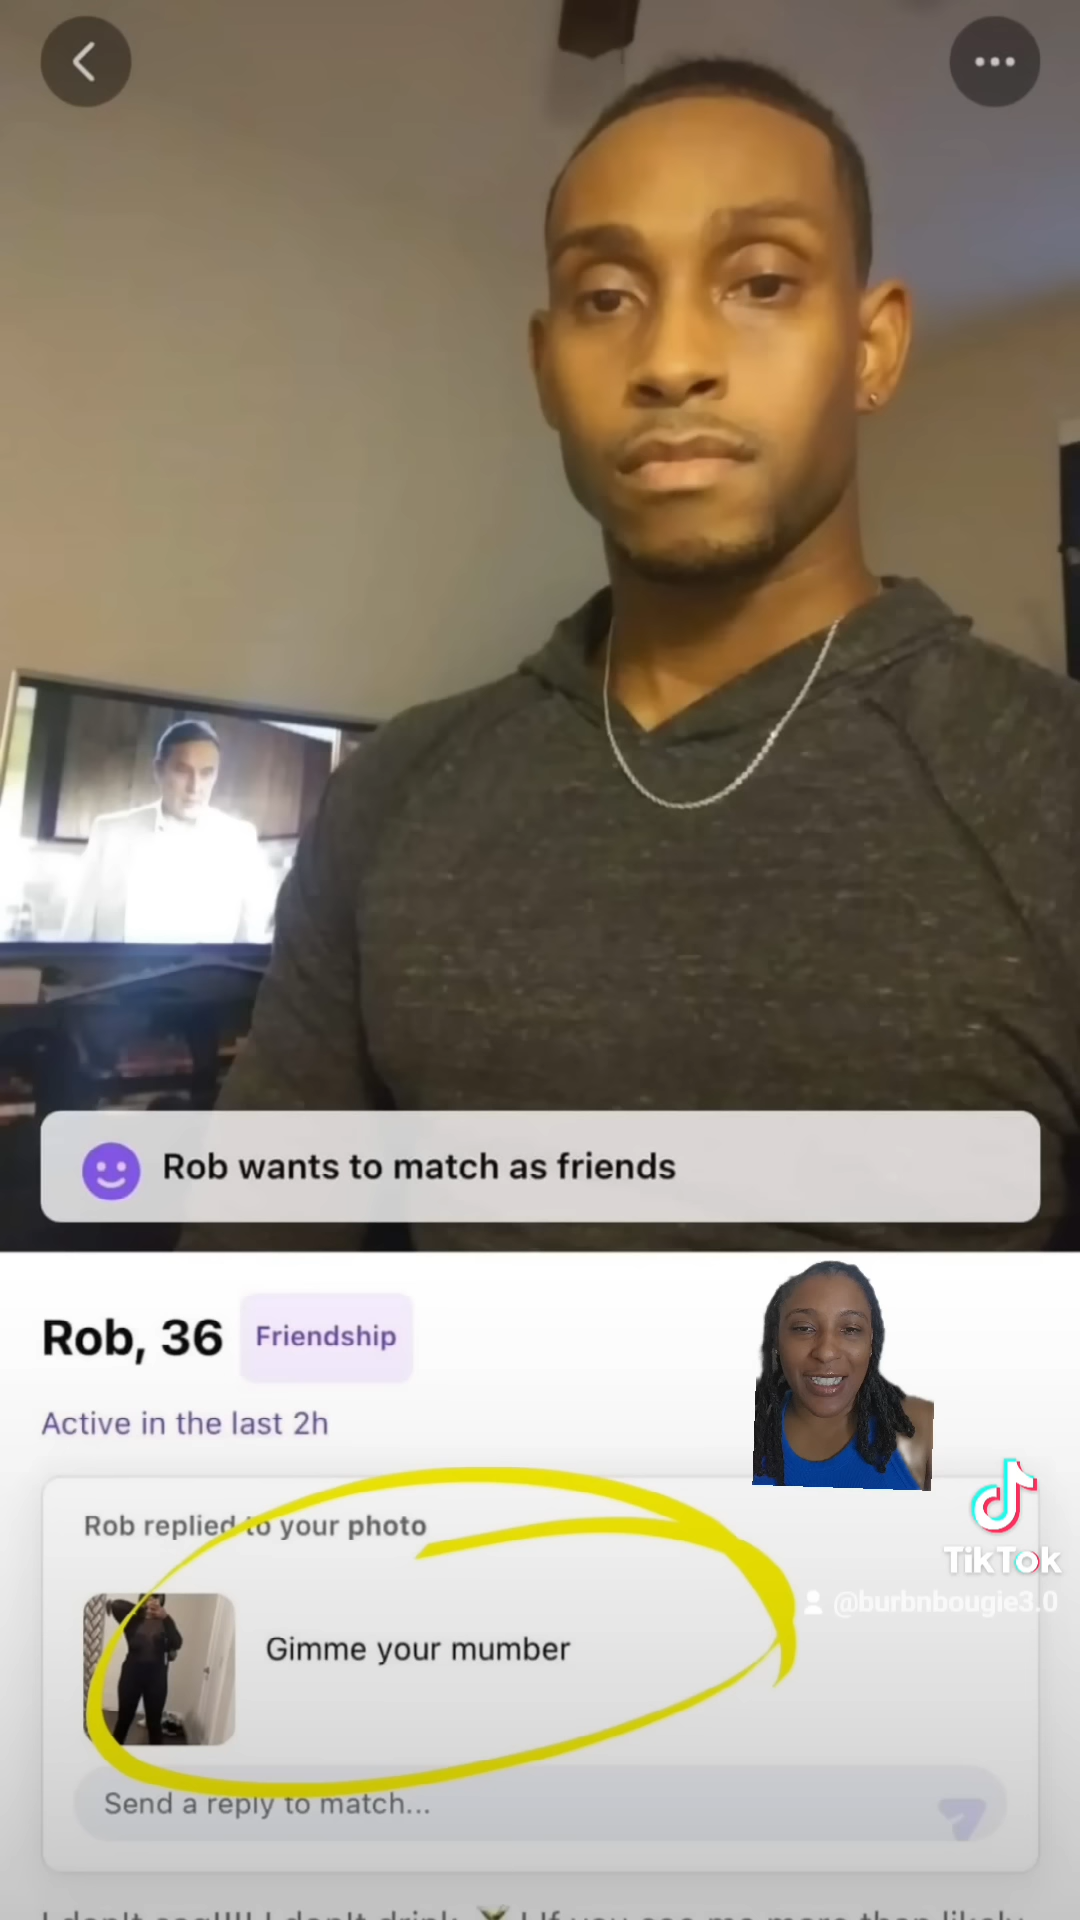 Rob wants to match as friends
Rob, 36
Friendship
Active in the last 2h
Rob replied to your photo
Gimme your mumber
Send a reply to match...
TikTok
@burbnbougie3.0